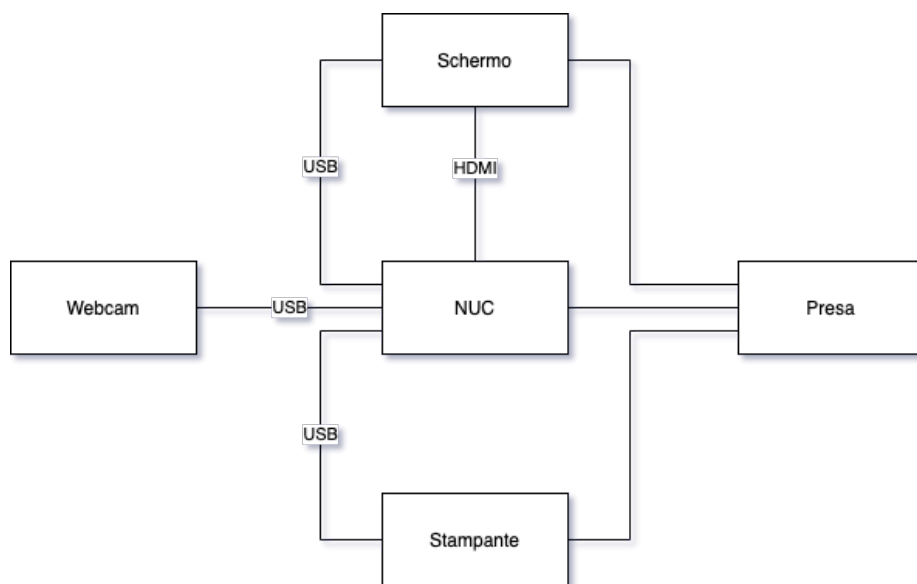 Schermo
USB
HDMI
Webcam
USB
NUC
Presa
USB
Stampante